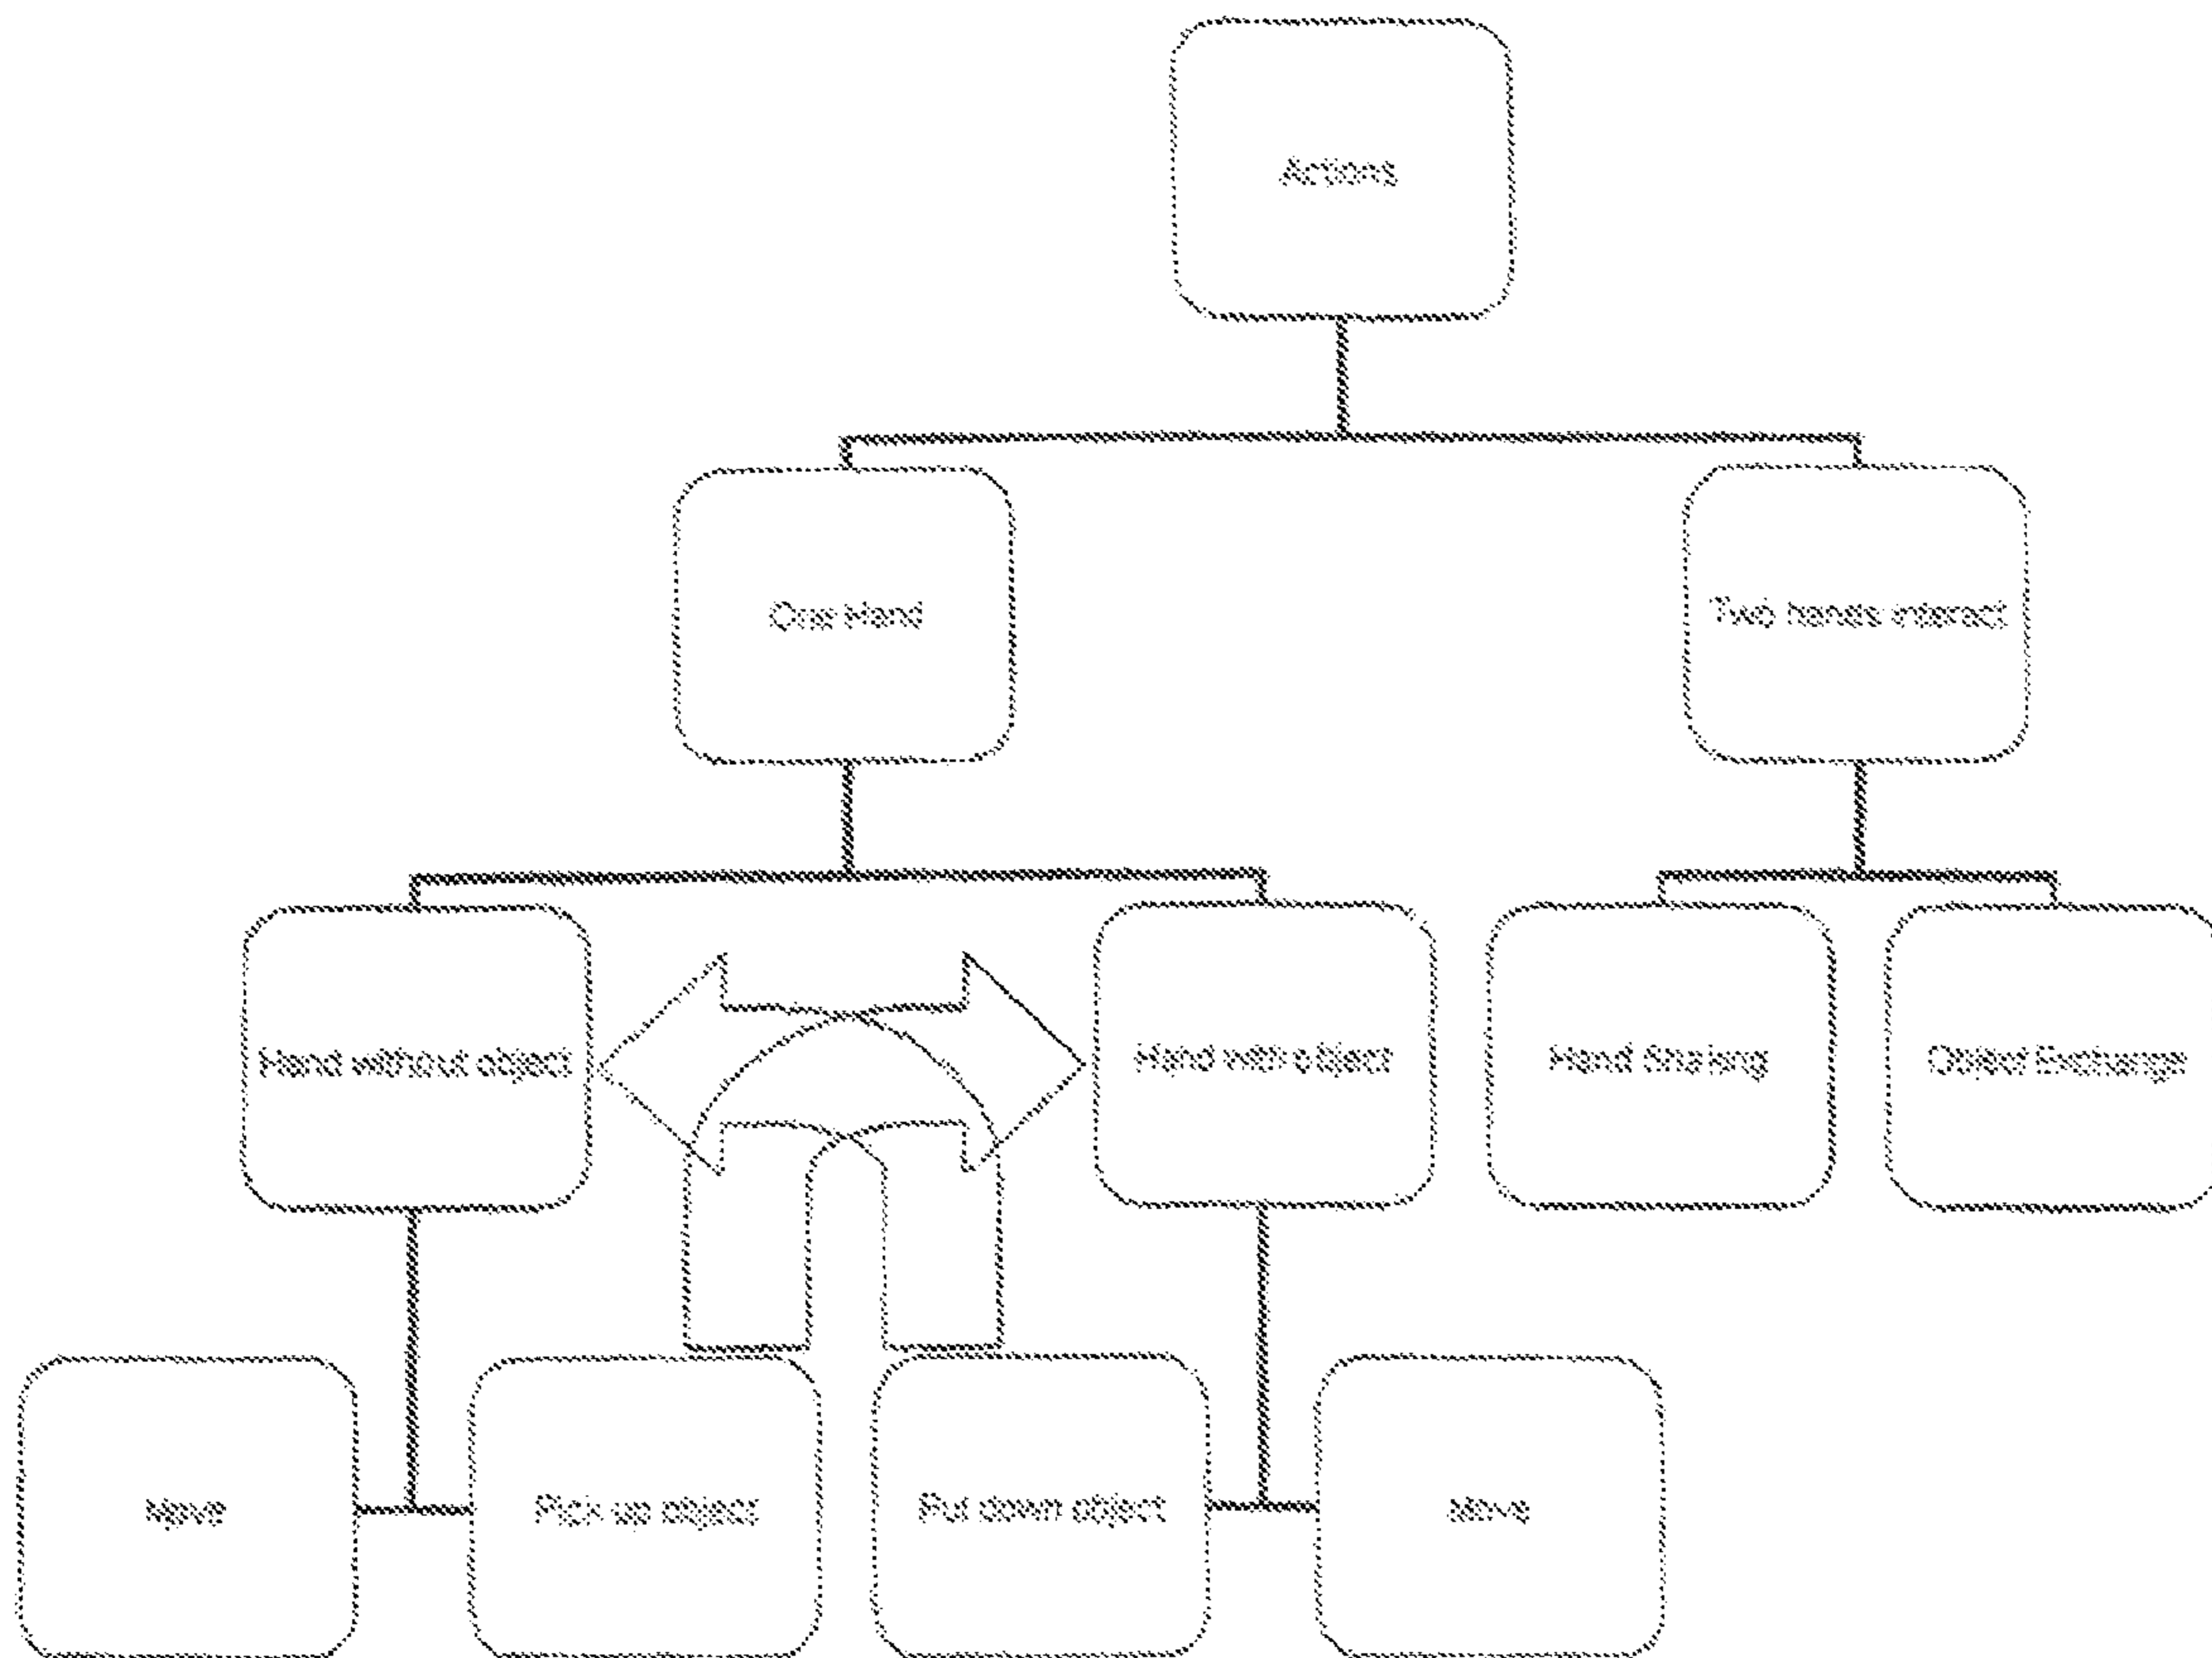 Actions
One Hand
Two hands interact
Hand without object
Hand with object
Hand Shaking
Object Exchange
Move
Pick up object
Put down object
Move